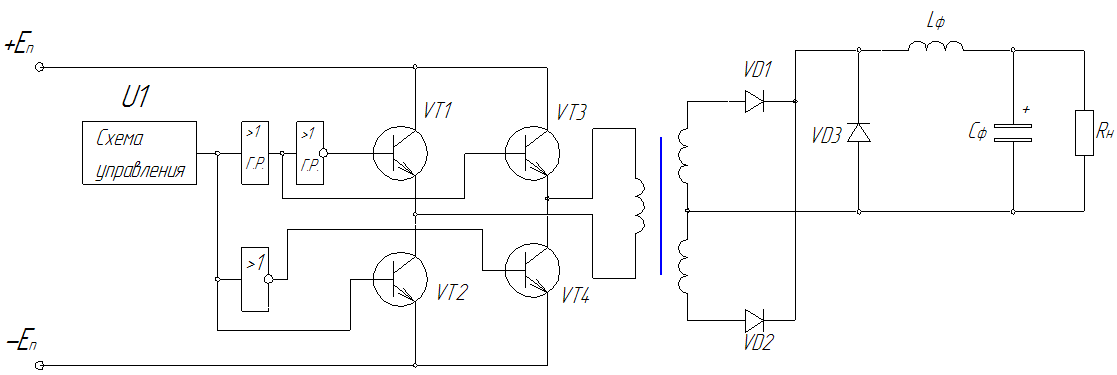 +Eп
U1
Схема
управления
>1
Г.Р.
>1
Г.Р.
VT1
VT3
VD1
Lф
VD3
+
Cф
Rн
>1
VT2
VT4
VD2
–Eп